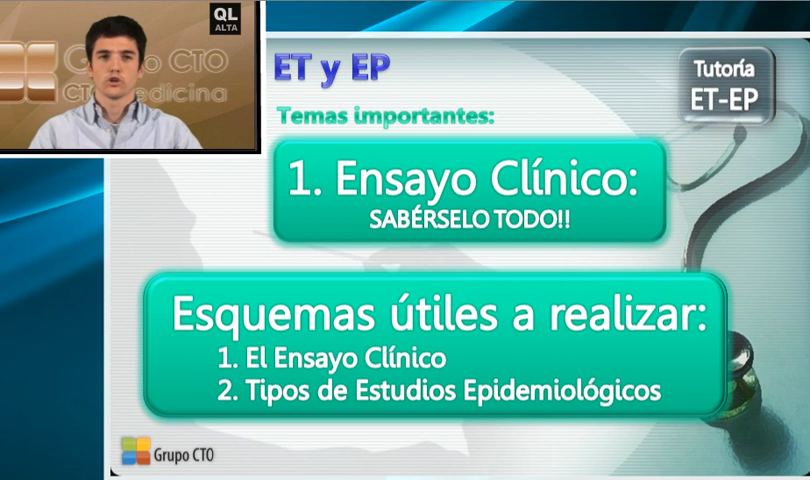 QL
ALTA
Grupo CTO
CTO Medicina
ET y EP
Tutoría
ET-EP
Temas importantes:
1. Ensayo Clínico:
SABÉRSELO TODO!!
Esquemas útiles a realizar:
1. El Ensayo Clínico
2. Tipos de Estudios Epidemiológicos
Grupo CTO